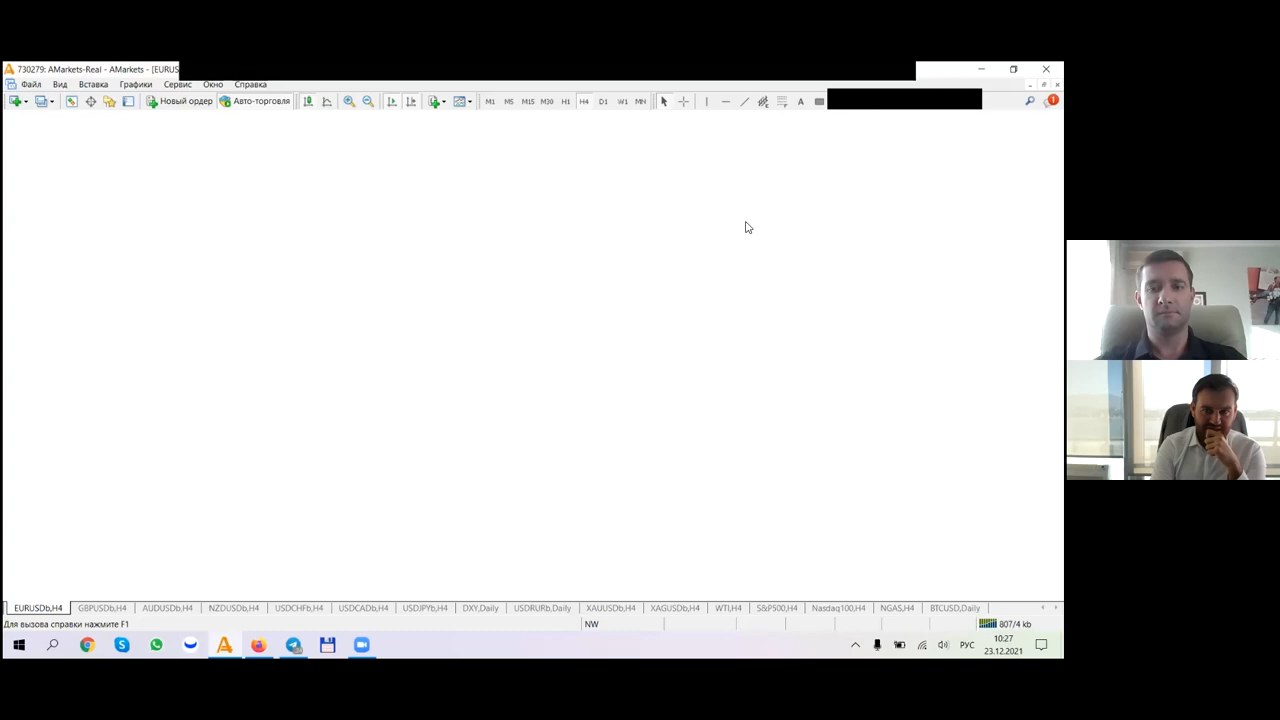 730279: AMarkets-Real - AMarkets - [EURUS
Файл Вид Вставка Графики Сервис Окно Справка
Новый ордер Авто-торговля M1 M5 M15 M30 H1 H4 D1 W1 MN A 1
EURUSDb,H4 GBPUSDb,H4 AUDUSDb,H4 NZDUSDb,H4 USDCHFb,H4 USDCADb,H4 USDJPYb,H4 DXY,Daily USDRURb,Daily XAUUSDb,H4 XAGUSDb,H4 WTI,H4 S&P500,H4 Nasdaq100,H4 NGAS,H4 BTCUSD,Daily
Для вызова справки нажмите F1 NW 807/4 kb
РУС 10:27
23.12.2021